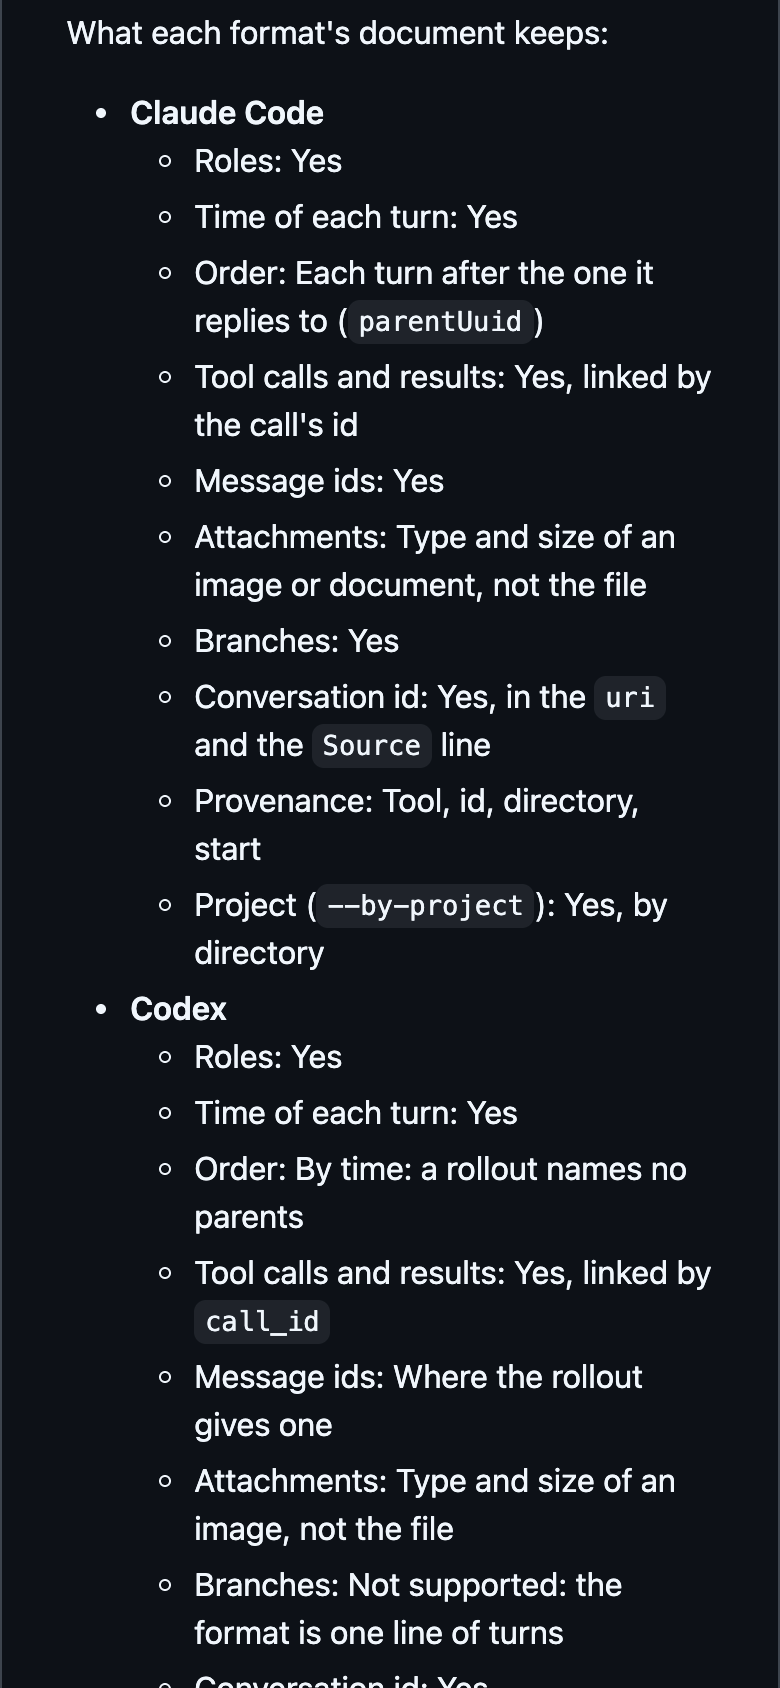 What each format's document keeps:
• Claude Code
◦ Roles: Yes
◦ Time of each turn: Yes
◦ Order: Each turn after the one it
replies to (parentUuid)
◦ Tool calls and results: Yes, linked by
the call's id
◦ Message ids: Yes
◦ Attachments: Type and size of an
image or document, not the file
◦ Branches: Yes
◦ Conversation id: Yes, in the uri
and the Source line
◦ Provenance: Tool, id, directory,
start
◦ Project (--by-project): Yes, by
directory
• Codex
◦ Roles: Yes
◦ Time of each turn: Yes
◦ Order: By time: a rollout names no
parents
◦ Tool calls and results: Yes, linked by
call_id
◦ Message ids: Where the rollout
gives one
◦ Attachments: Type and size of an
image, not the file
◦ Branches: Not supported: the
format is one line of turns
◦ Conversation id: Yes